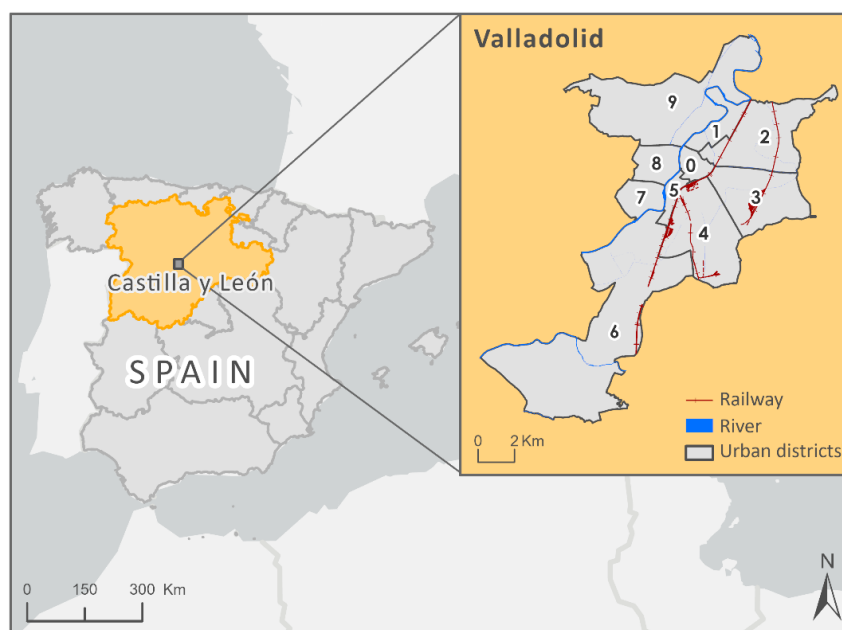 Valladolid
9
1
2
8
0
7
5
3
4
6
Railway
River
Urban districts
0 2 Km
Castilla y León
SPAIN
0 150 300 Km
N